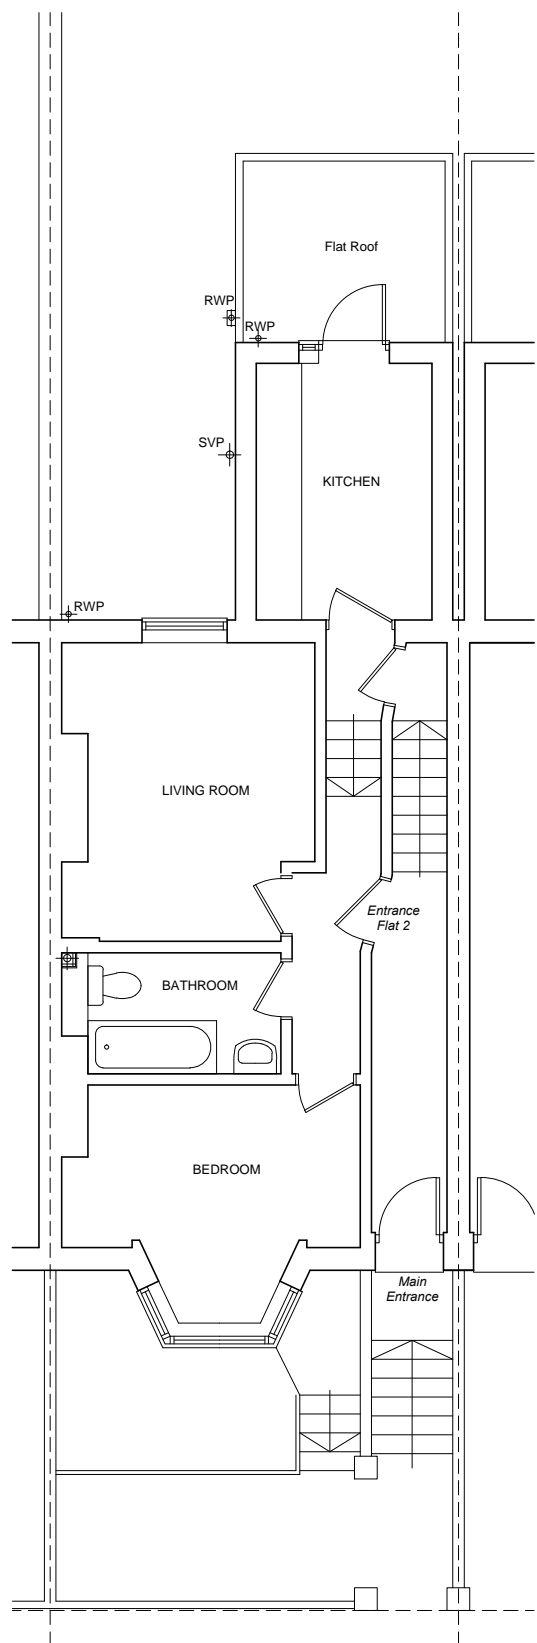 Flat Roof
RWP
RWP
SVP
KITCHEN
RWP
LIVING ROOM
Entrance
Flat 2
BATHROOM
BEDROOM
Main
Entrance